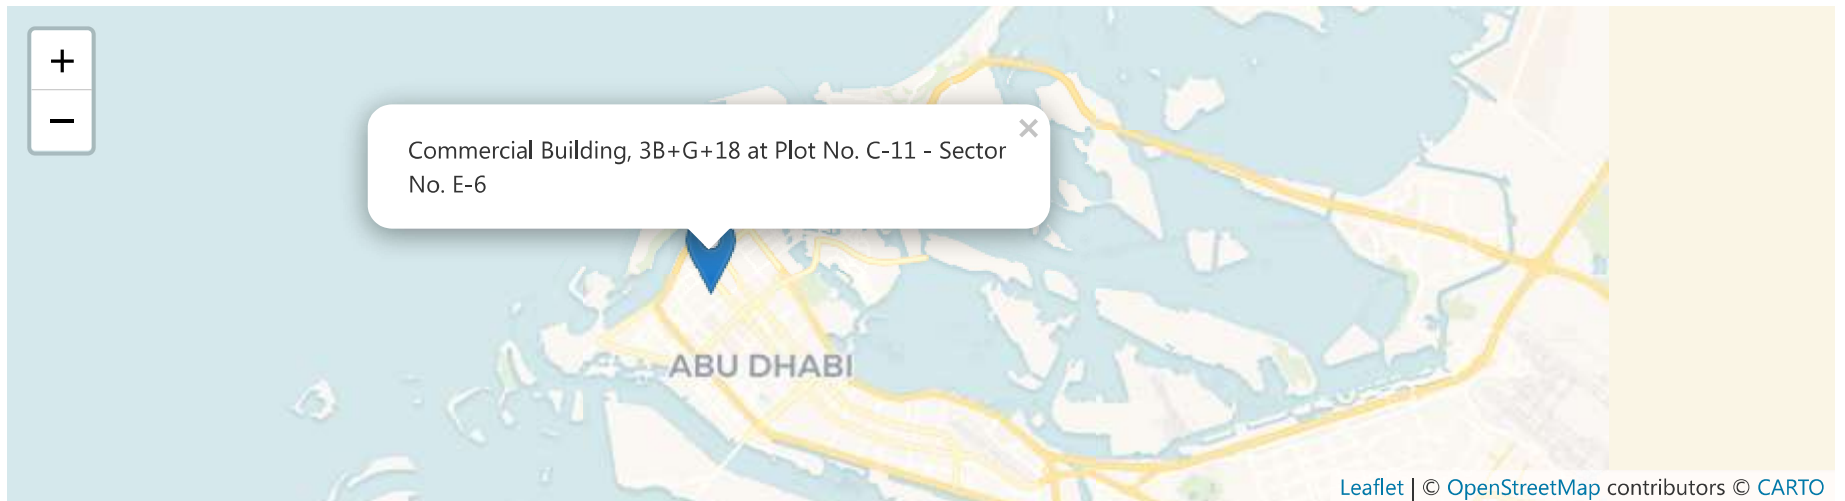 +
−
Commercial Building, 3B+G+18 at Plot No. C-11 - Sector
No. E-6
×
ABU DHABI
Leaflet | © OpenStreetMap contributors © CARTO